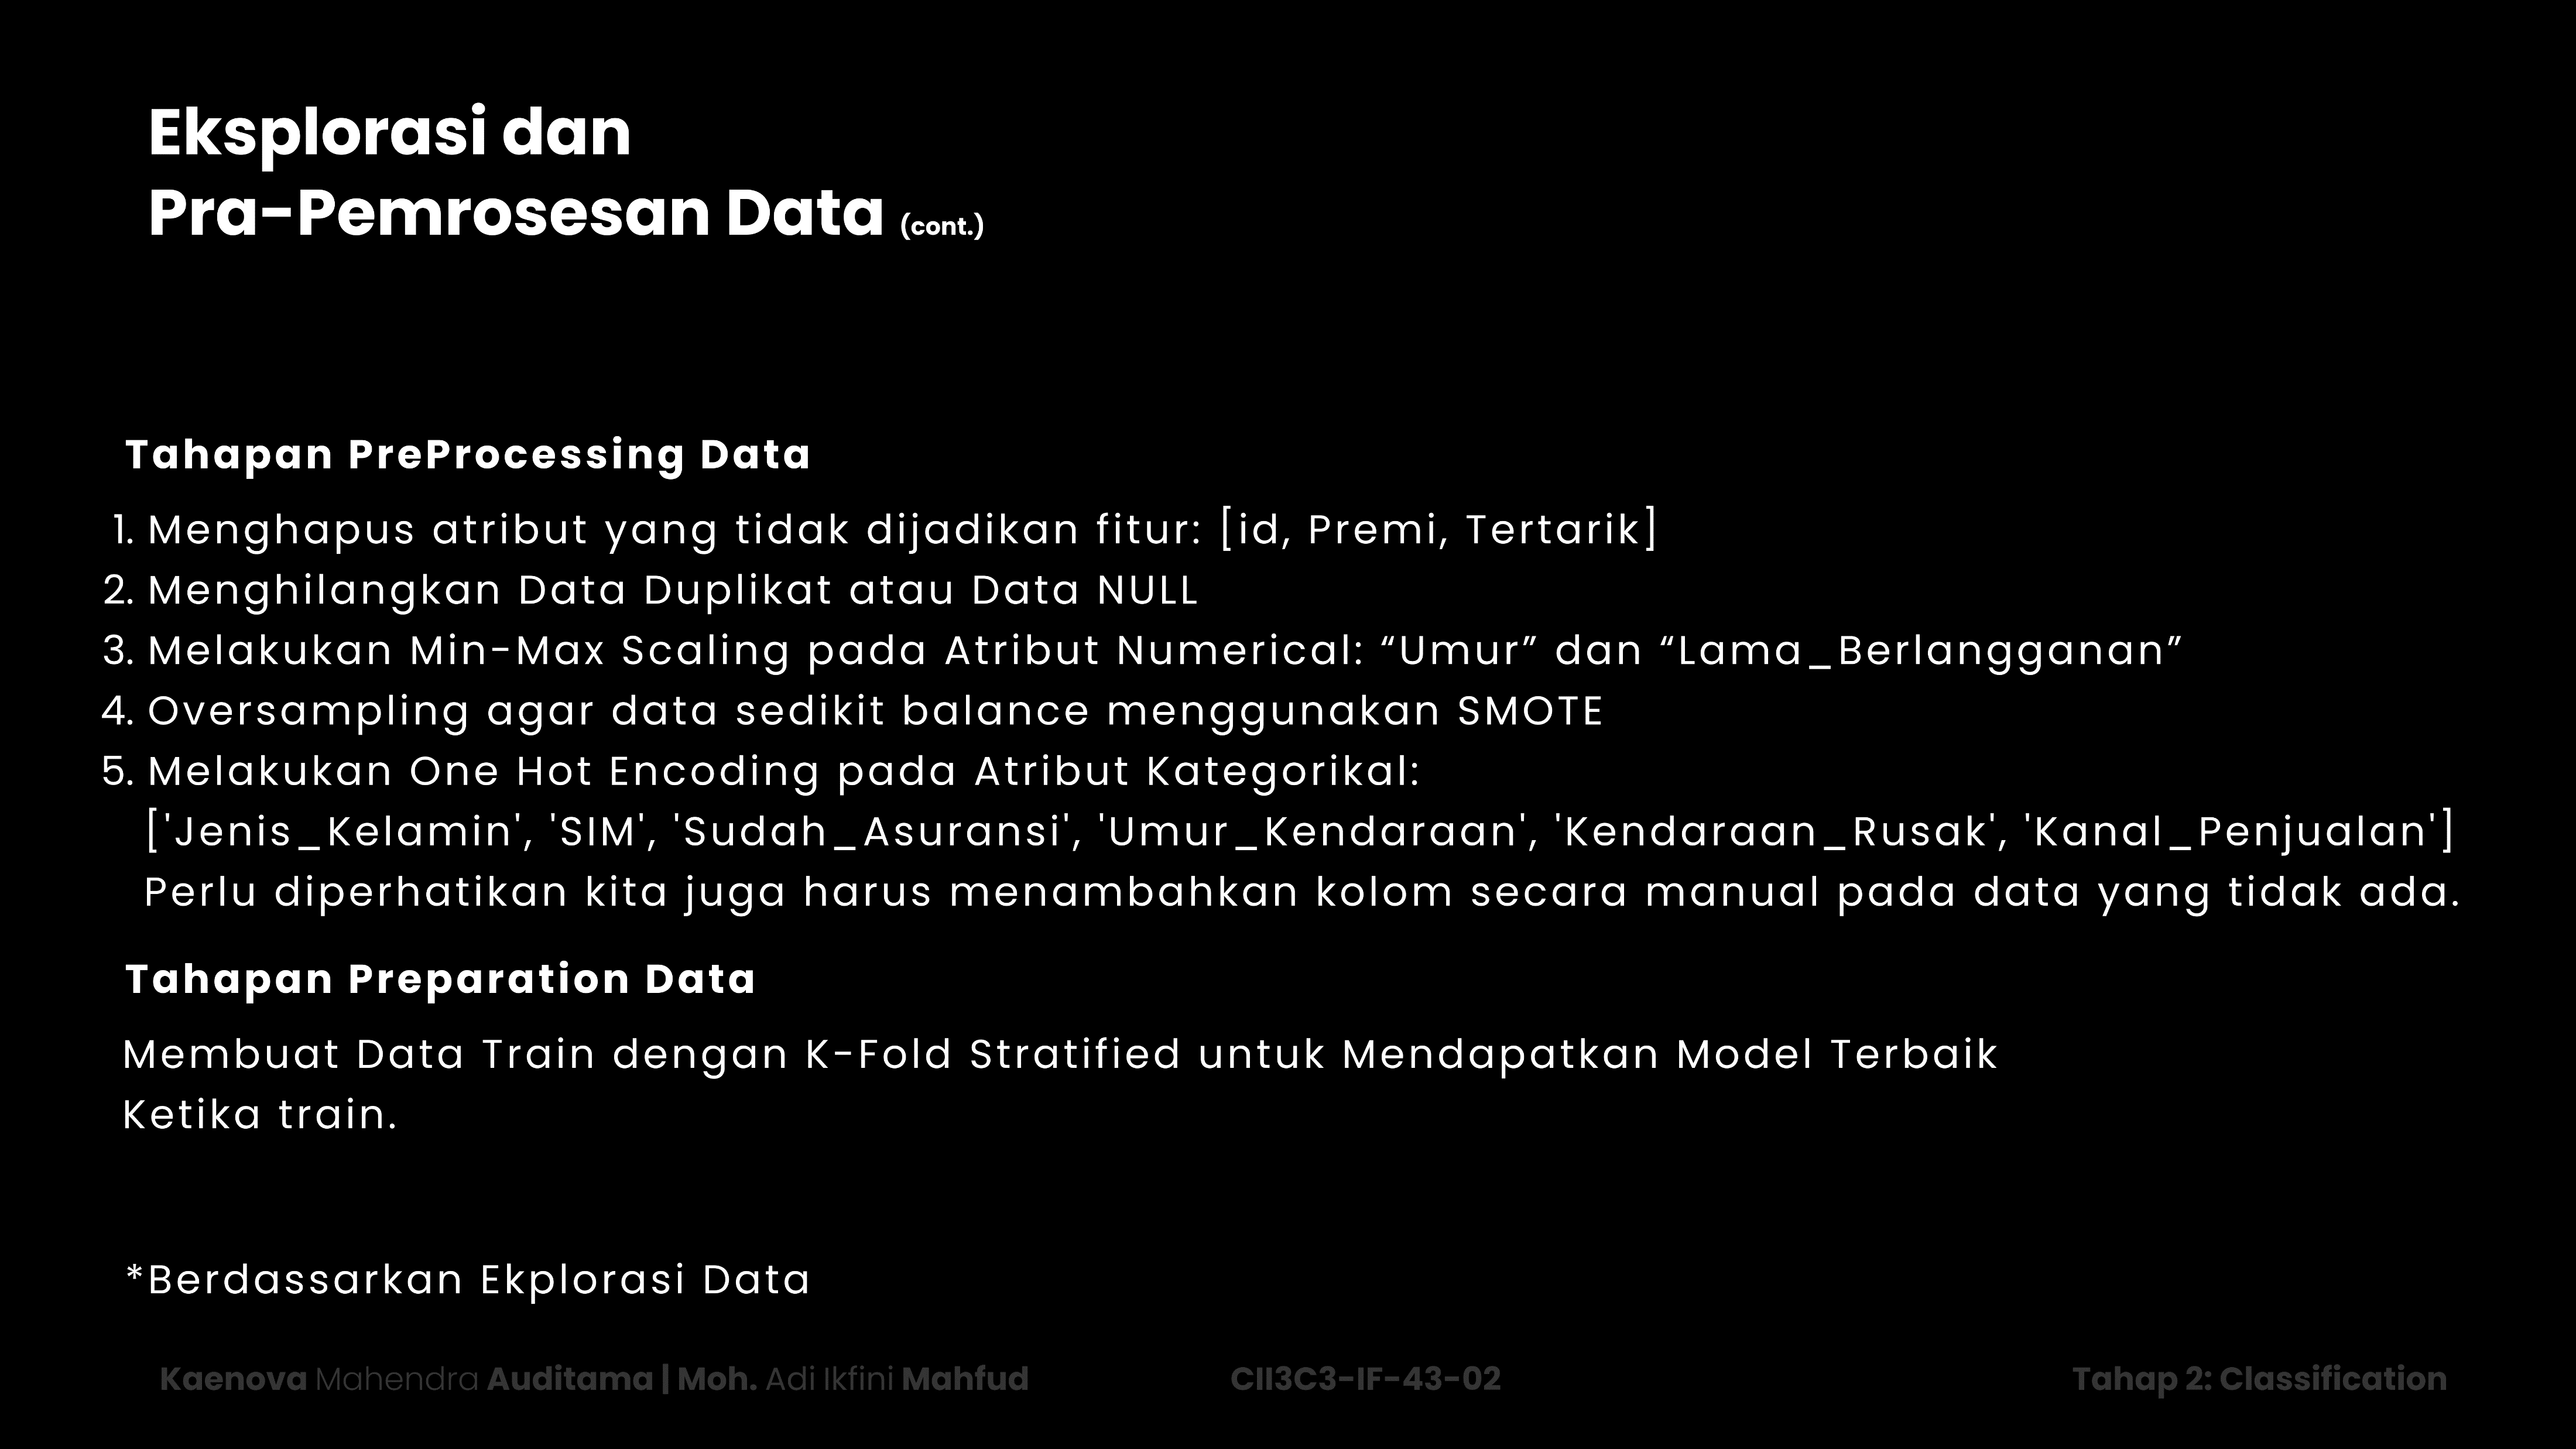 Eksplorasi dan
Pra-Pemrosesan Data (cont.)
Tahapan PreProcessing Data
1. Menghapus atribut yang tidak dijadikan fitur: [id, Premi, Tertarik]
2. Menghilangkan Data Duplikat atau Data NULL
3. Melakukan Min-Max Scaling pada Atribut Numerical: “Umur” dan “Lama_Berlangganan”
4. Oversampling agar data sedikit balance menggunakan SMOTE
5. Melakukan One Hot Encoding pada Atribut Kategorikal:
['Jenis_Kelamin', 'SIM', 'Sudah_Asuransi', 'Umur_Kendaraan', 'Kendaraan_Rusak', 'Kanal_Penjualan']
Perlu diperhatikan kita juga harus menambahkan kolom secara manual pada data yang tidak ada.
Tahapan Preparation Data
Membuat Data Train dengan K-Fold Stratified untuk Mendapatkan Model Terbaik
Ketika train.
*Berdassarkan Ekplorasi Data
Kaenova Mahendra Auditama | Moh. Adi Ikfini Mahfud
CII3C3-IF-43-02
Tahap 2: Classification